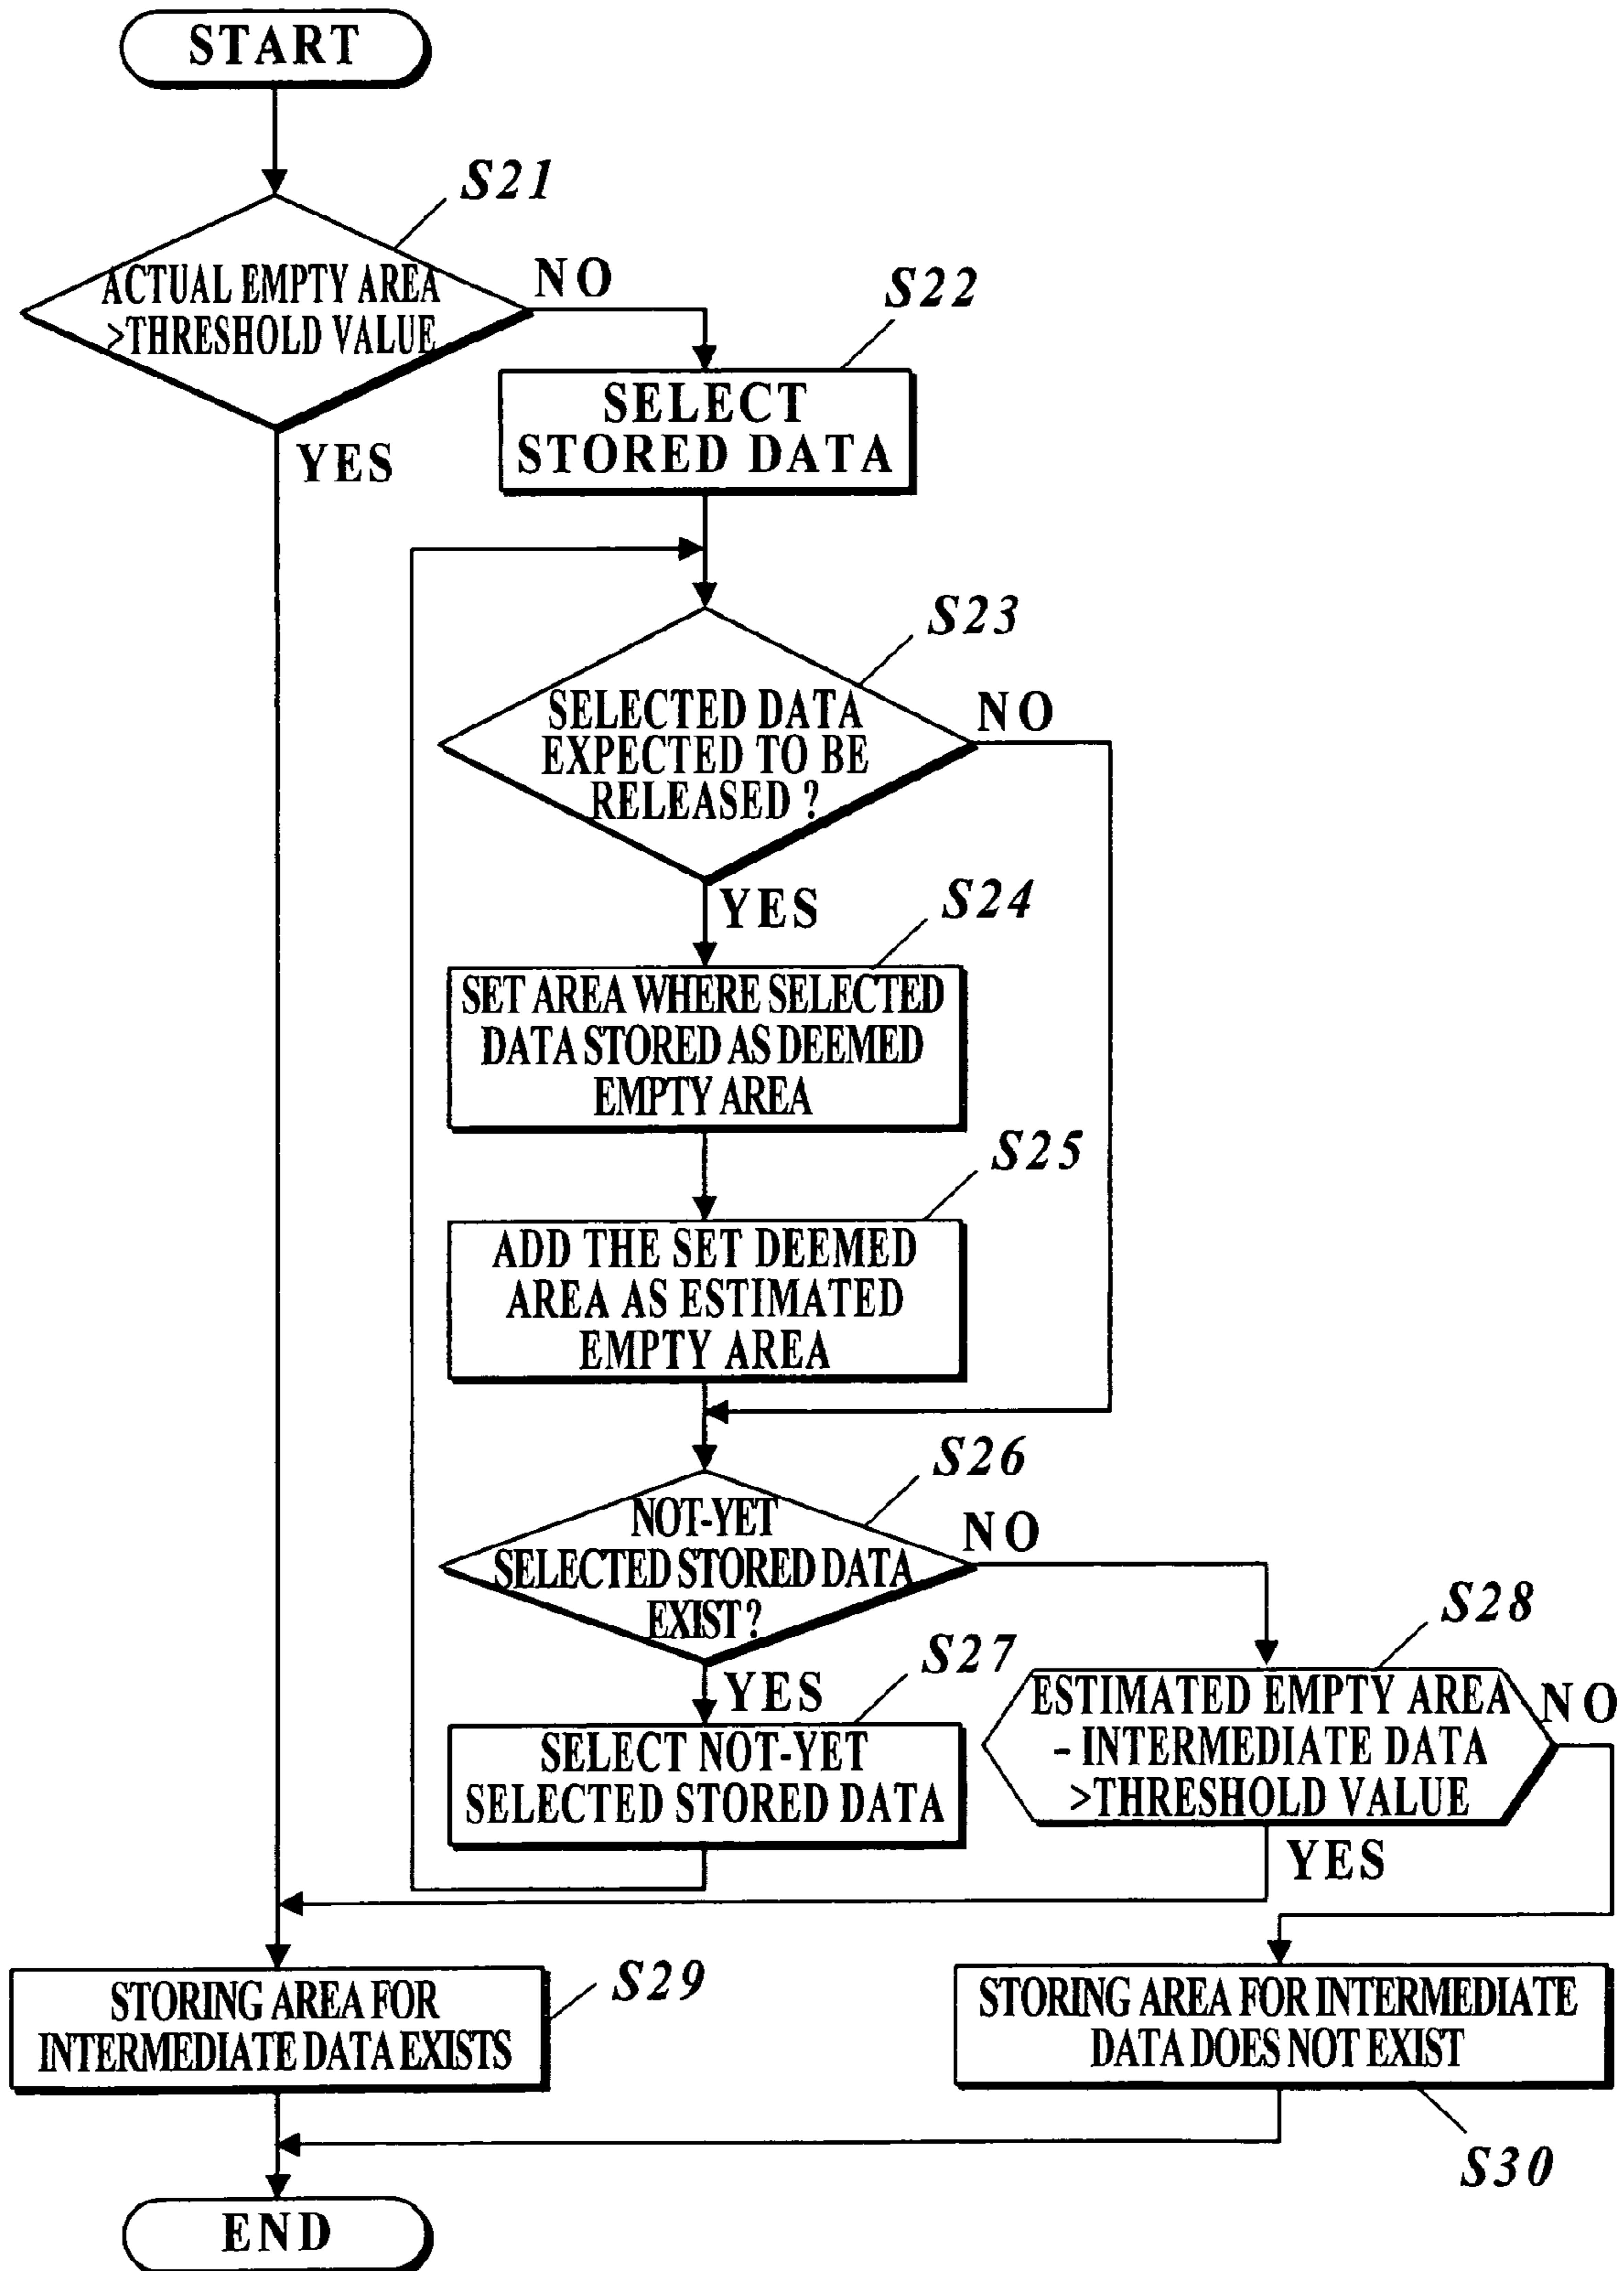 START
S21
ACTUAL EMPTY AREA
>THRESHOLD VALUE
NO
YES
S22
SELECT
STORED DATA
S23
SELECTED DATA
EXPECTED TO BE
RELEASED ?
NO
YES
S24
SET AREA WHERE SELECTED
DATA STORED AS DEEMED
EMPTY AREA
S25
ADD THE SET DEEMED
AREA AS ESTIMATED
EMPTY AREA
S26
NOT-YET
SELECTED STORED DATA
EXIST?
NO
YES
S27
SELECT NOT-YET
SELECTED STORED DATA
S28
ESTIMATED EMPTY AREA
- INTERMEDIATE DATA
>THRESHOLD VALUE
NO
YES
S29
STORING AREA FOR
INTERMEDIATE DATA EXISTS
STORING AREA FOR INTERMEDIATE
DATA DOES NOT EXIST
S30
END